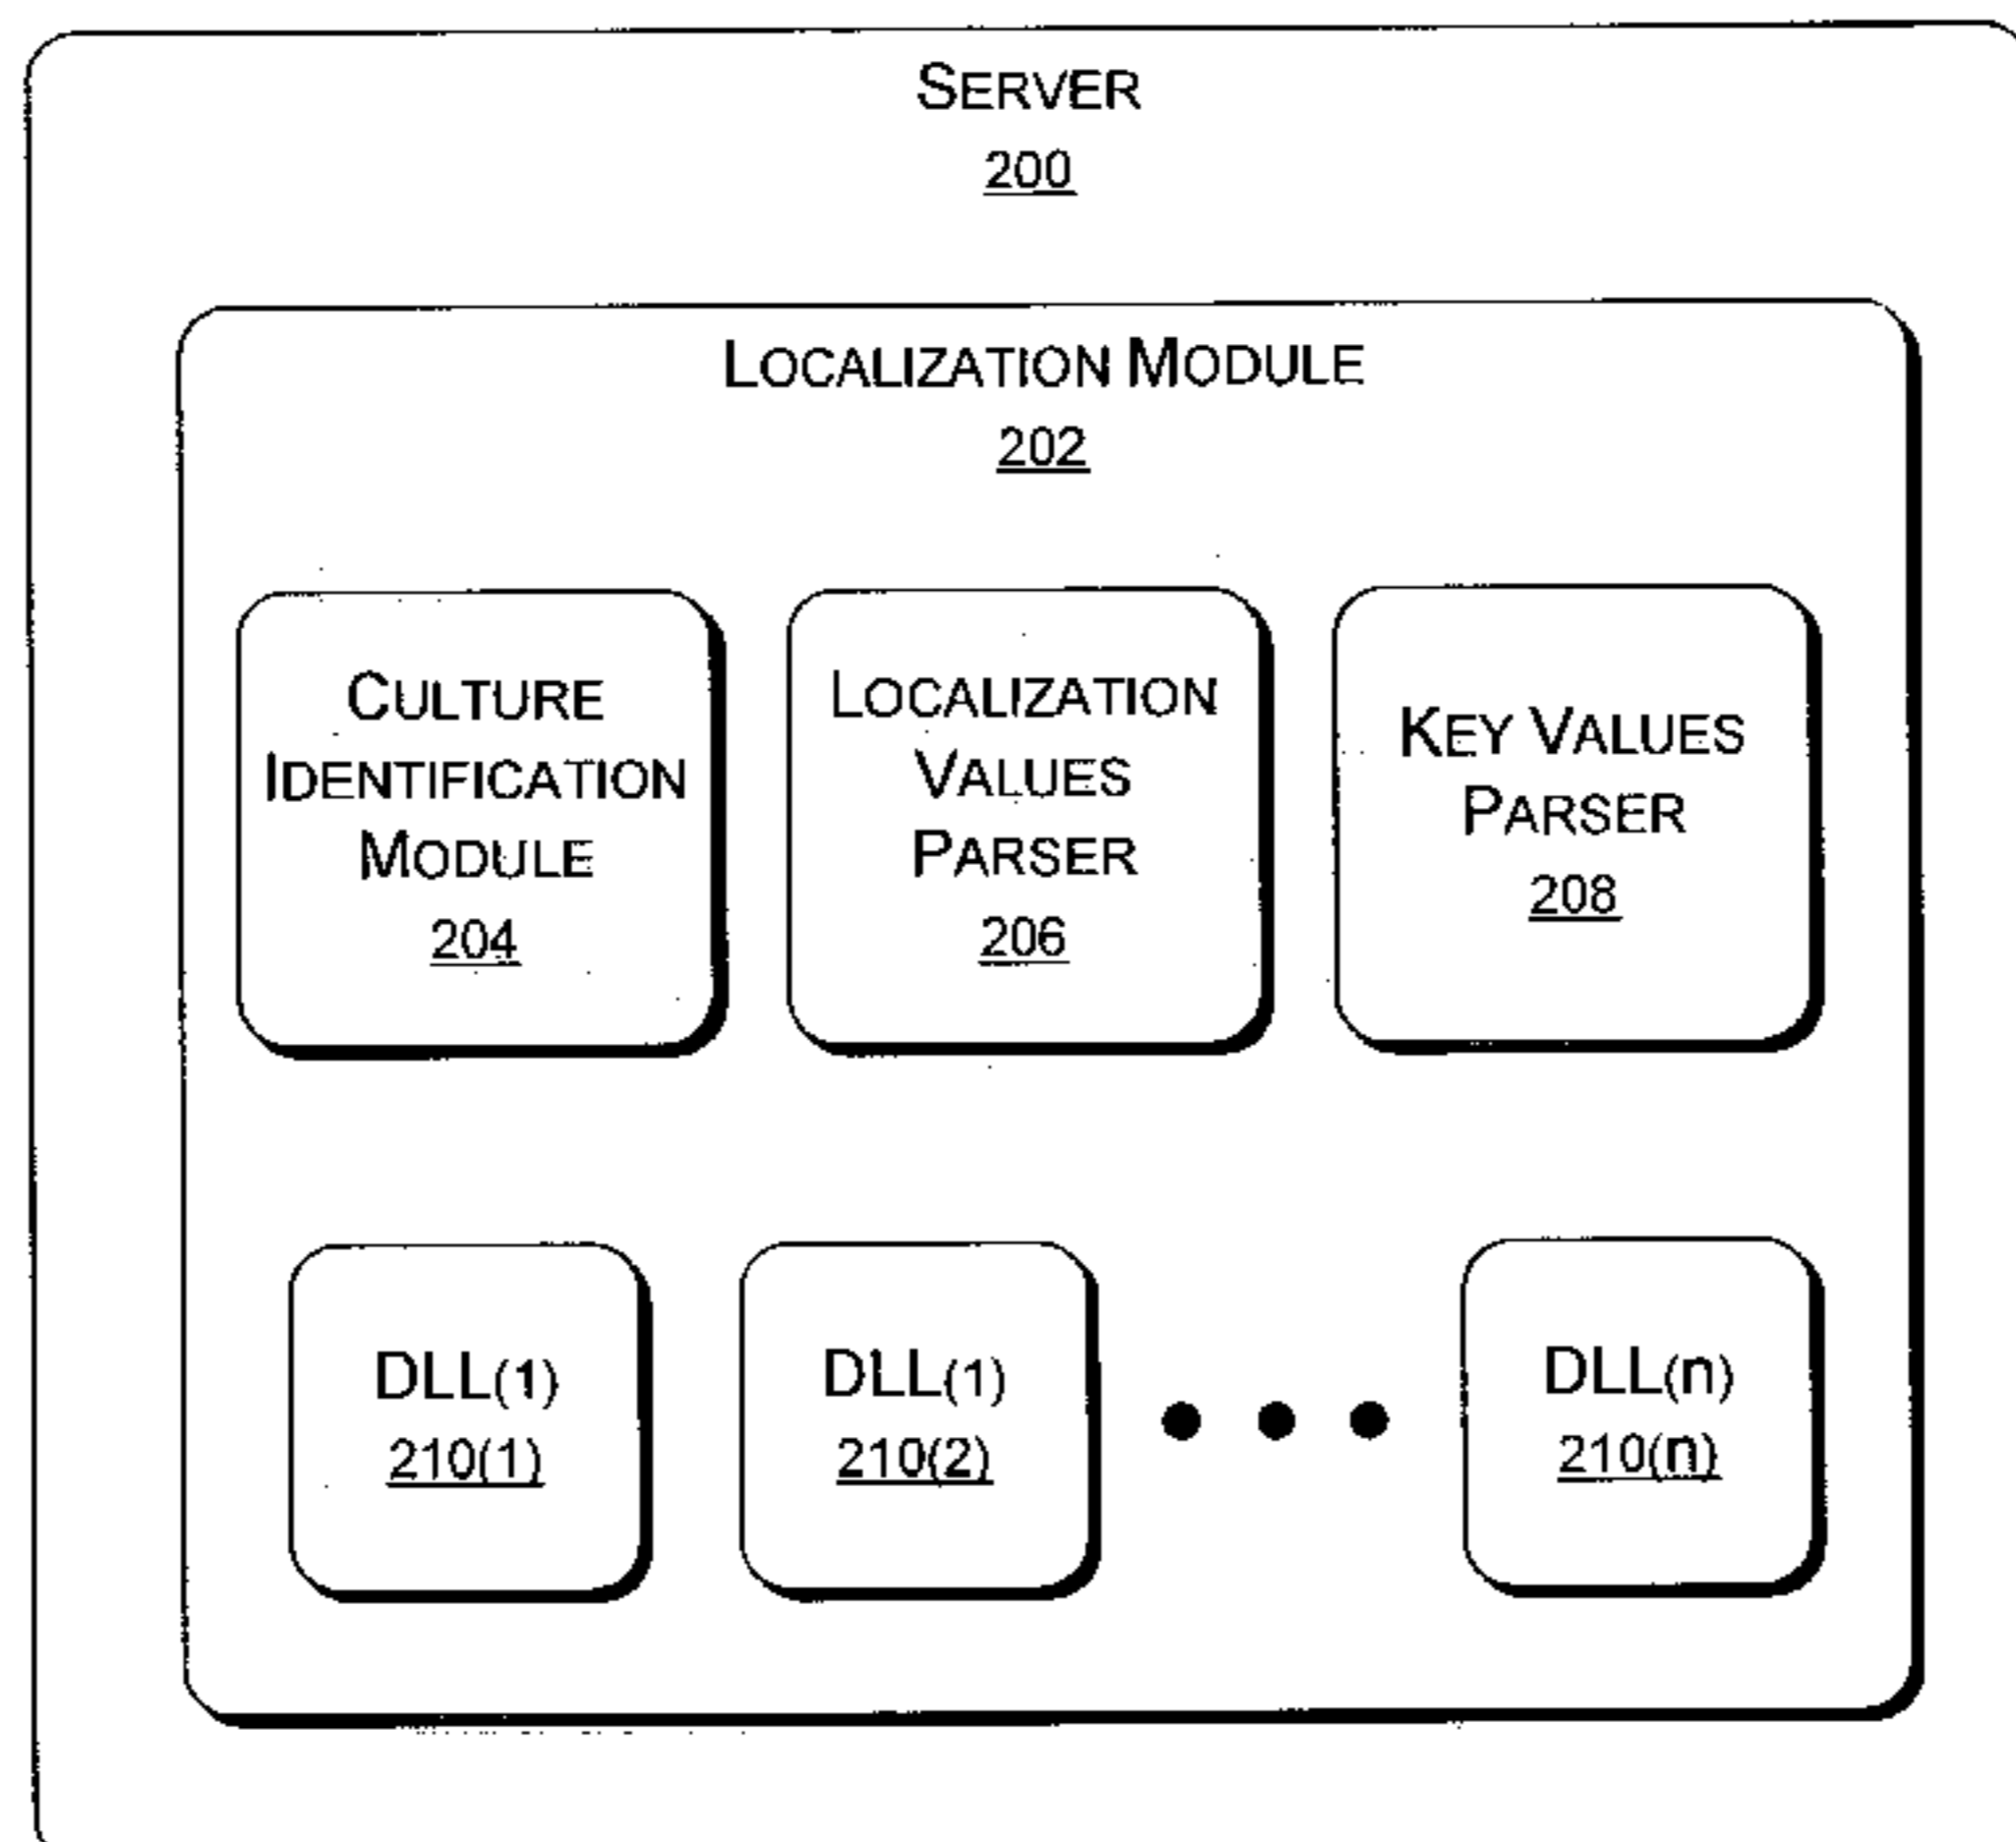 SERVER
200
LOCALIZATION MODULE
202
CULTURE
IDENTIFICATION
MODULE
204
LOCALIZATION
VALUES
PARSER
206
KEY VALUES
PARSER
208
DLL(1)
210(1)
DLL(1)
210(2)
DLL(n)
210(n)